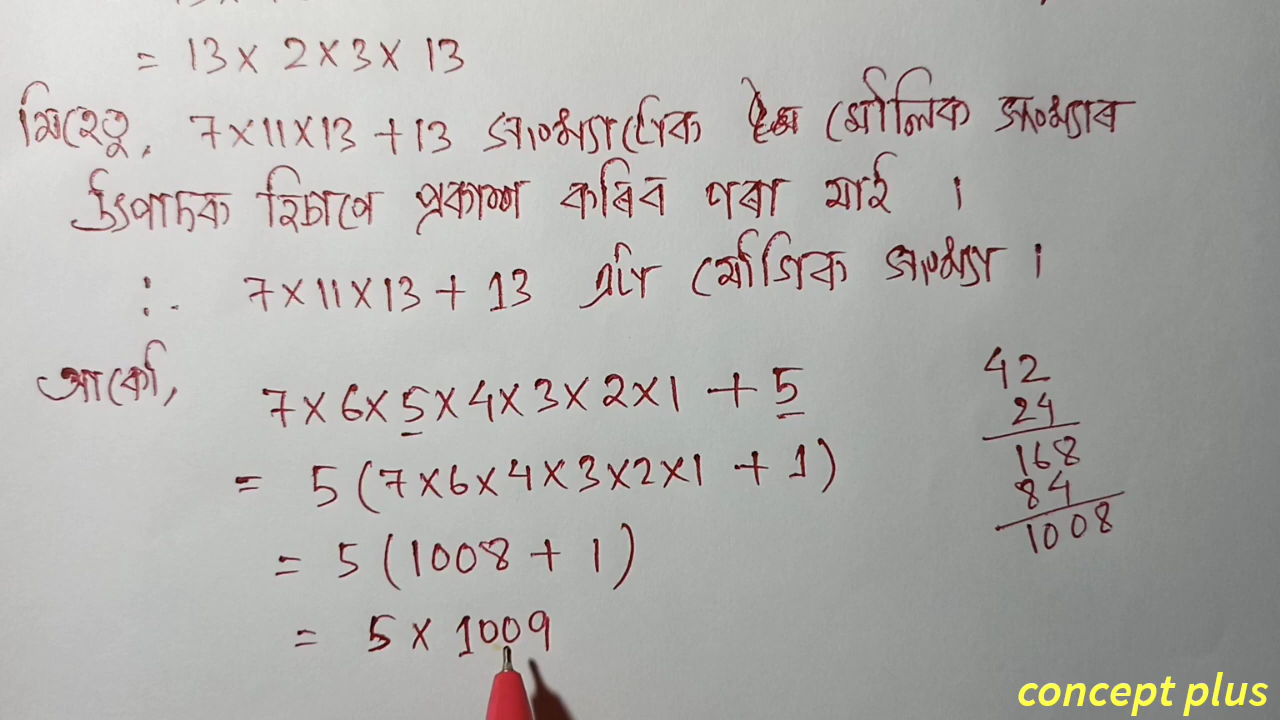 = 13 × 2 × 3 × 13
যিহেতু, 7 × 11 × 13 + 13 সংখ্যাটোক মৌলিক সংখ্যাৰ
উৎপাদক হিচাপে প্ৰকাশ কৰিব পৰা যাই ।
∴ 7 × 11 × 13 + 13 এটা যৌগিক সংখ্যা ।
আকৌ, 7 × 6 × 5 × 4 × 3 × 2 × 1 + 5
= 5 (7 × 6 × 4 × 3 × 2 × 1 + 1)
= 5 (1008 + 1)
= 5 × 1009
42
24
168
84
1008
concept plus